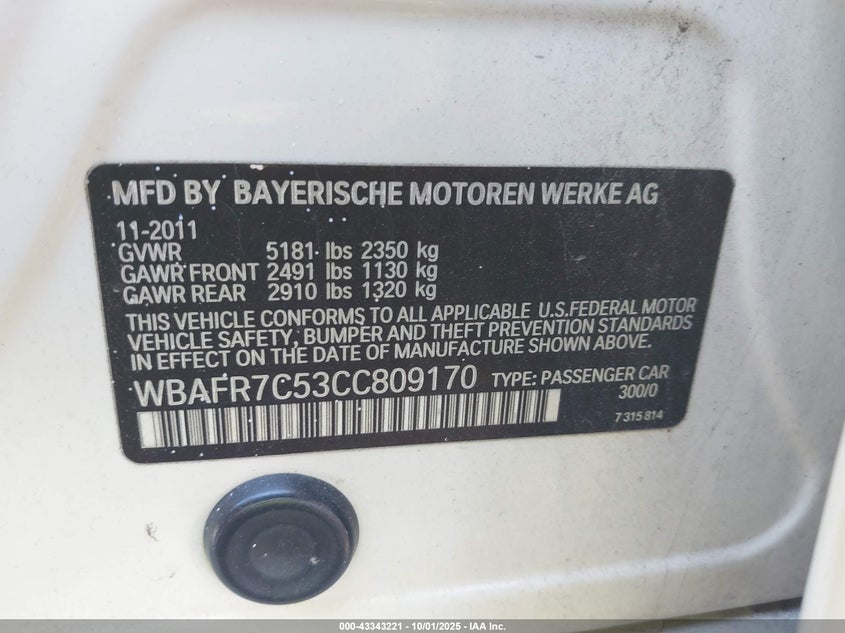 MFD BY BAYERISCHE MOTOREN WERKE AG
11-2011
GVWR 5181 lbs 2350 kg
GAWR FRONT 2491 lbs 1130 kg
GAWR REAR 2910 lbs 1320 kg
THIS VEHICLE CONFORMS TO ALL APPLICABLE U.S.FEDERAL MOTOR
VEHICLE SAFETY, BUMPER AND THEFT PREVENTION STANDARDS
IN EFFECT ON THE DATE OF MANUFACTURE SHOWN ABOVE.
WBAFR7C53CC809170 TYPE: PASSENGER CAR
300/0
7315814
000-43343221 - 10/01/2025 - IAA Inc.